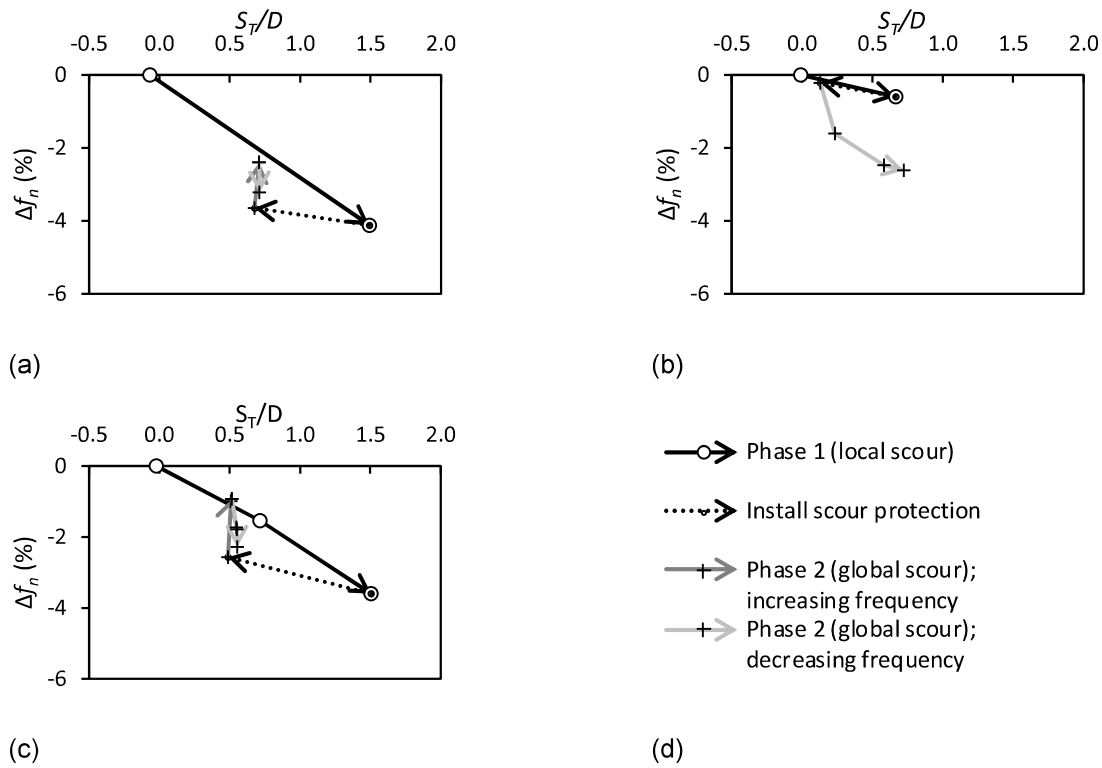 S_T/D
-0.5 0.0 0.5 1.0 1.5 2.0
0
-2
-4
-6
Δf_n (%)
(a)
S_T/D
-0.5 0.0 0.5 1.0 1.5 2.0
0
-2
-4
-6
Δf_n (%)
(b)
S_T/D
-0.5 0.0 0.5 1.0 1.5 2.0
0
-2
-4
-6
Δf_n (%)
(c)
Phase 1 (local scour)
Install scour protection
Phase 2 (global scour);
increasing frequency
Phase 2 (global scour);
decreasing frequency
(d)